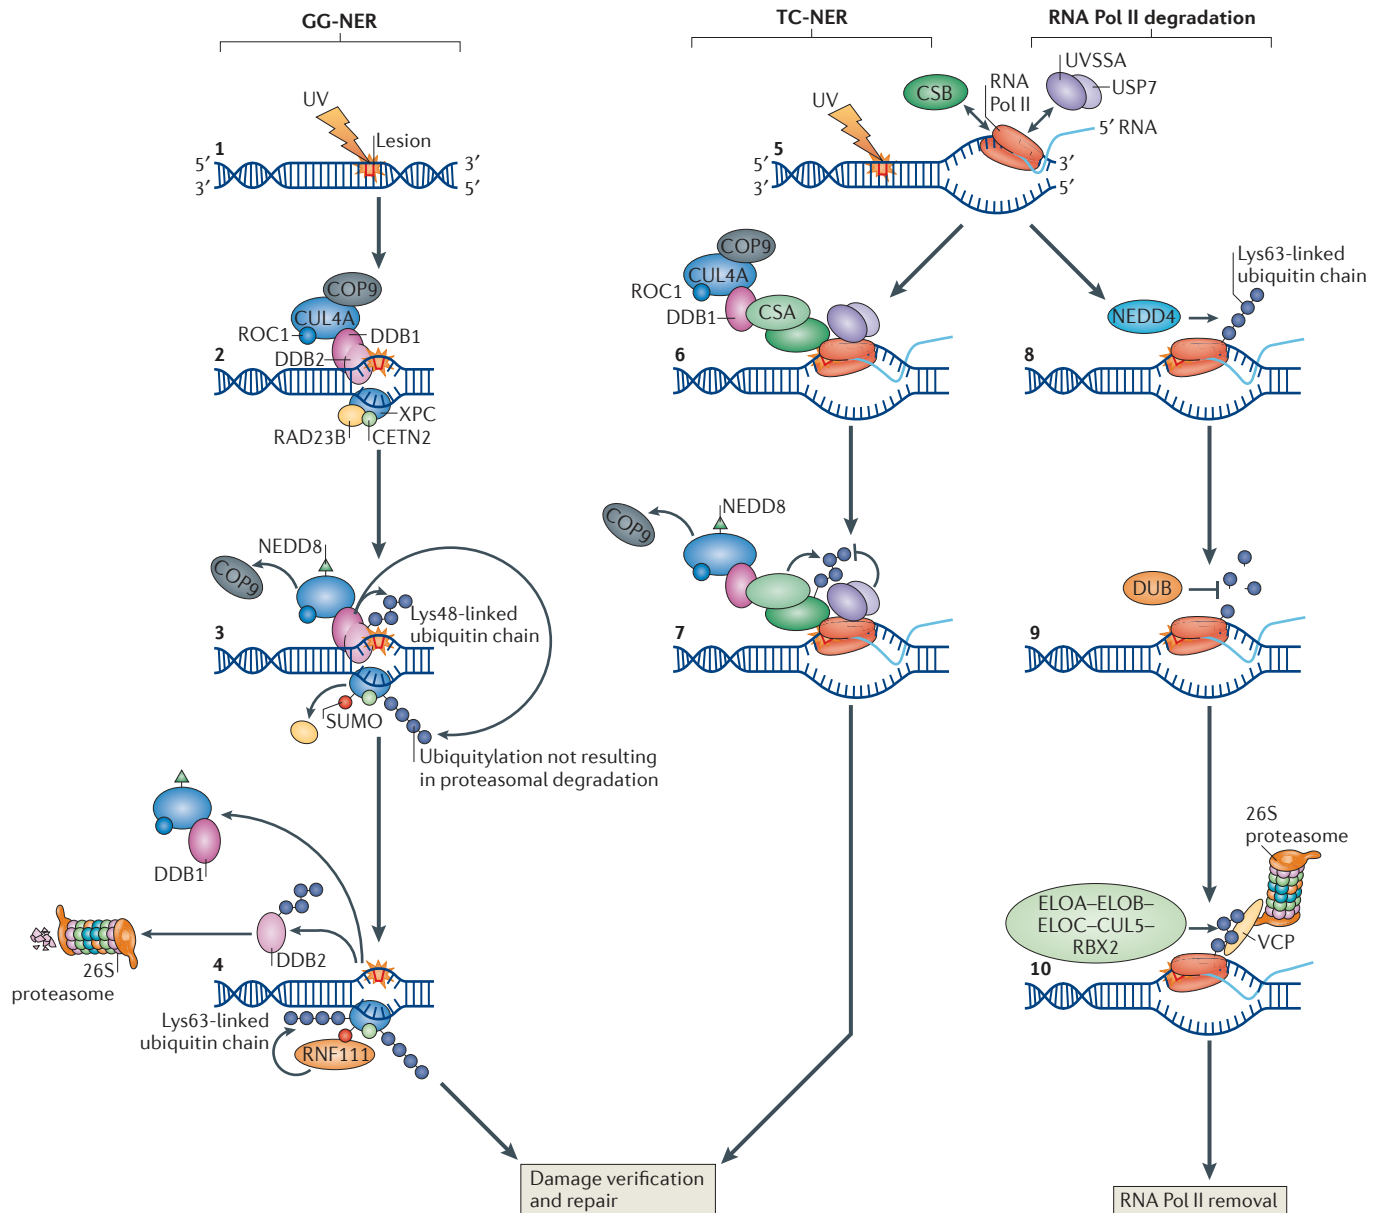 GG-NER
TC-NER
RNA Pol II degradation
UV
Lesion
1
5′
3′
3′
5′
COP9
CUL4A
ROC1
DDB1
DDB2
2
XPC
RAD23B
CETN2
NEDD8
COP9
Lys48-linked
ubiquitin chain
3
SUMO
Ubiquitylation not resulting
in proteasomal degradation
DDB1
DDB2
26S
proteasome
4
Lys63-linked
ubiquitin chain
RNF111
UV
CSB
RNA
Pol II
UVSSA
USP7
5′ RNA
5
5′
3′
3′
5′
COP9
CUL4A
ROC1
DDB1
CSA
6
NEDD8
COP9
7
Lys63-linked
ubiquitin chain
NEDD4
8
DUB
9
26S
proteasome
ELOA–ELOB–
ELOC–CUL5–
RBX2
VCP
10
Damage verification
and repair
RNA Pol II removal